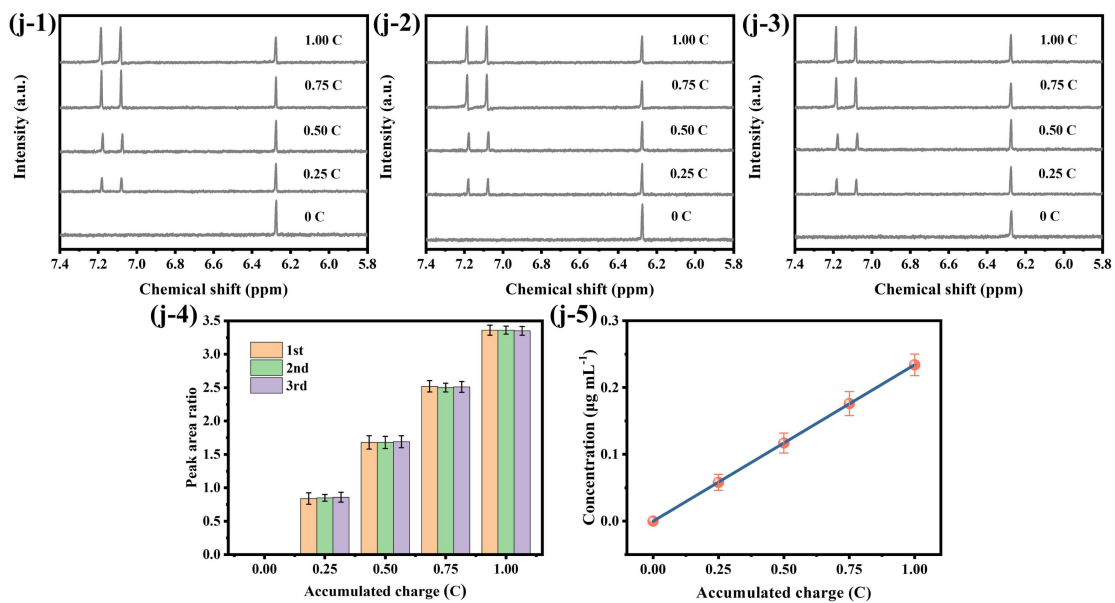 (j-1)
Intensity (a.u.)
1.00 C
0.75 C
0.50 C
0.25 C
0 C
7.4 7.2 7.0 6.8 6.6 6.4 6.2 6.0 5.8
Chemical shift (ppm)
(j-2)
Intensity (a.u.)
1.00 C
0.75 C
0.50 C
0.25 C
0 C
7.4 7.2 7.0 6.8 6.6 6.4 6.2 6.0 5.8
Chemical shift (ppm)
(j-3)
Intensity (a.u.)
1.00 C
0.75 C
0.50 C
0.25 C
0 C
7.4 7.2 7.0 6.8 6.6 6.4 6.2 6.0 5.8
Chemical shift (ppm)
(j-4)
Peak area ratio
3.5
3.0
2.5
2.0
1.5
1.0
0.5
0.0
1st
2nd
3rd
0.00 0.25 0.50 0.75 1.00
Accumulated charge (C)
(j-5)
Concentration (μg mL⁻¹)
0.3
0.2
0.1
0.0
0.00 0.25 0.50 0.75 1.00
Accumulated charge (C)